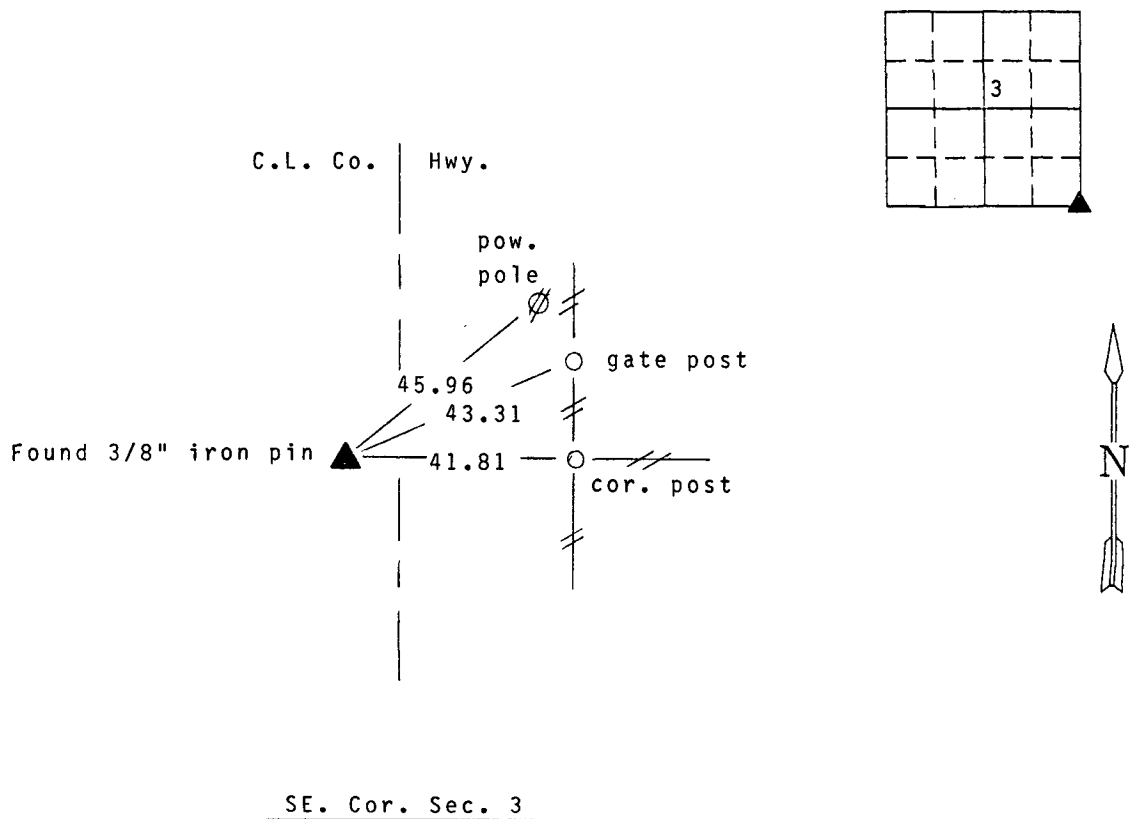 3
C.L. Co. Hwy.
pow.
pole
gate post
45.96
43.31
Found 3/8" iron pin
41.81
cor. post
N
SE. Cor. Sec. 3